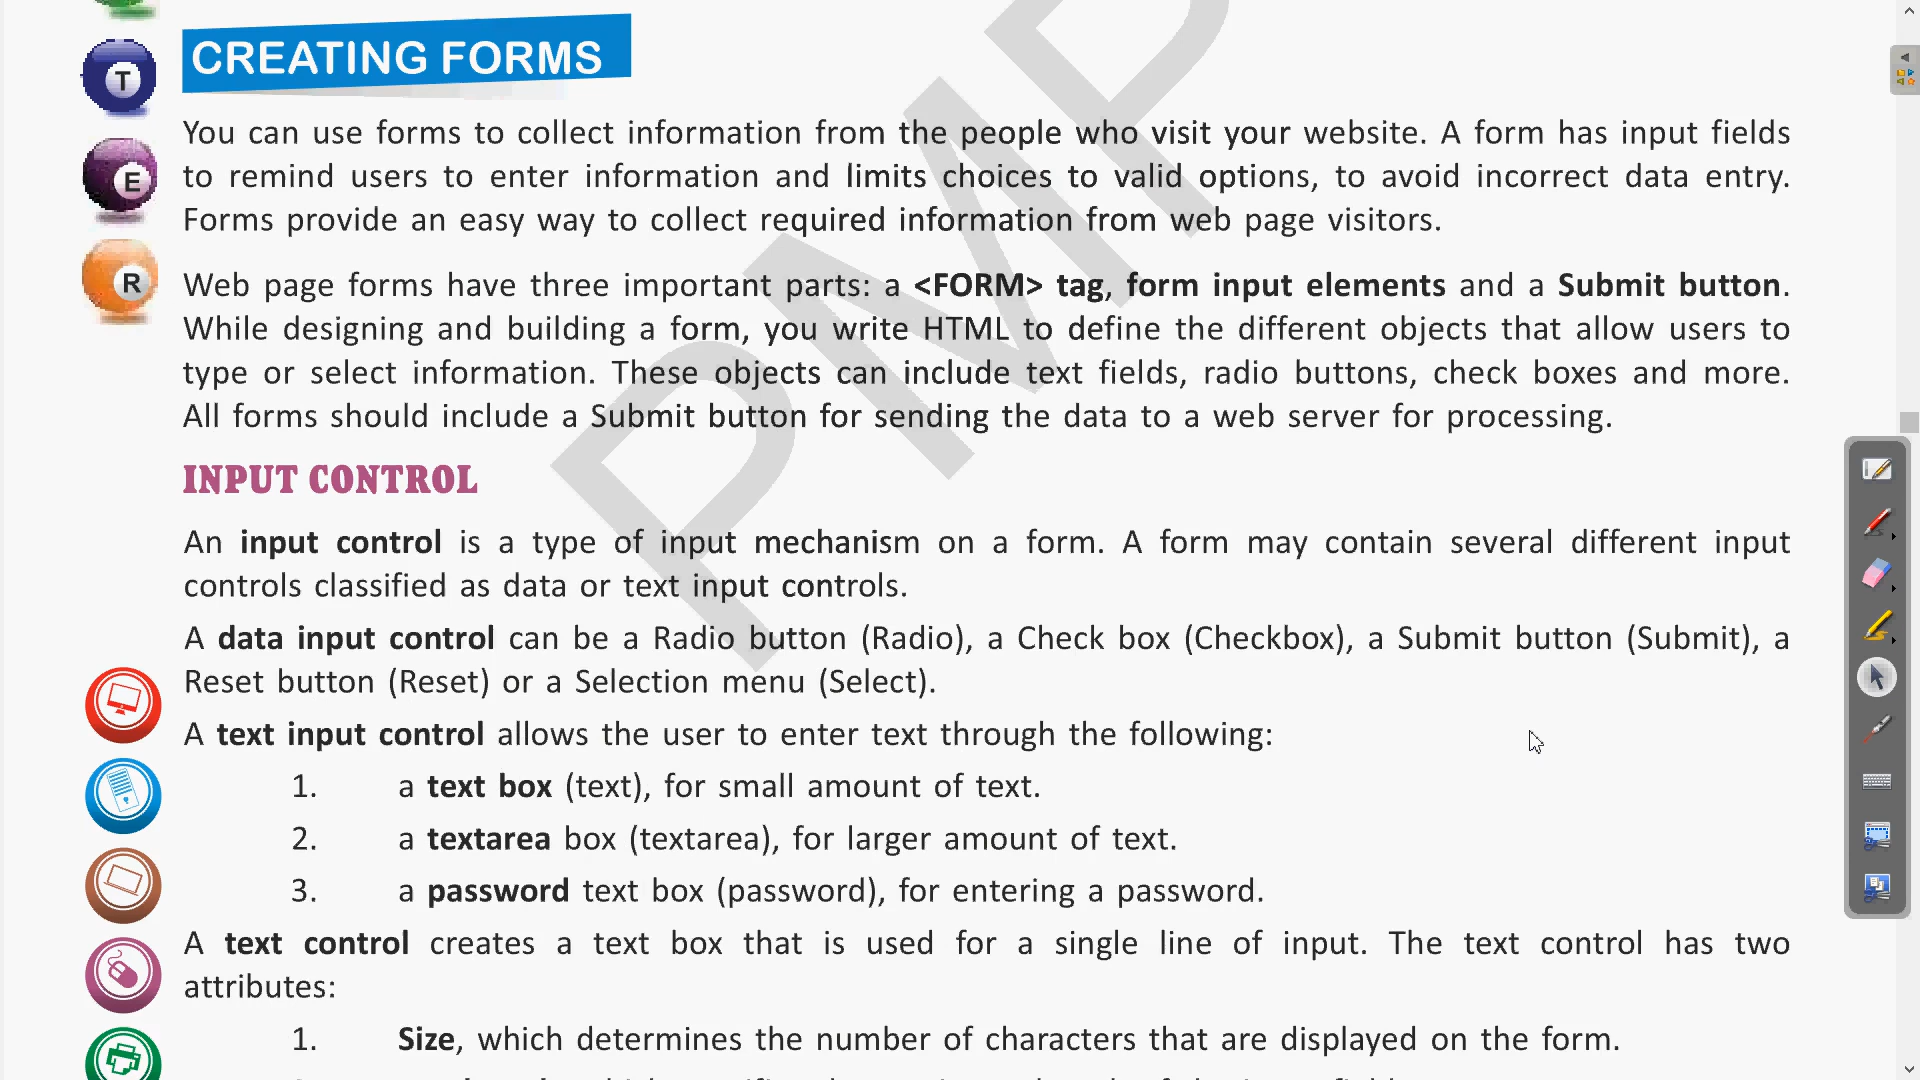 CREATING FORMS
T
E
R
You can use forms to collect information from the people who visit your website. A form has input fields
to remind users to enter information and limits choices to valid options, to avoid incorrect data entry.
Forms provide an easy way to collect required information from web page visitors.
Web page forms have three important parts: a <FORM> tag, form input elements and a Submit button.
While designing and building a form, you write HTML to define the different objects that allow users to
type or select information. These objects can include text fields, radio buttons, check boxes and more.
All forms should include a Submit button for sending the data to a web server for processing.
INPUT CONTROL
An input control is a type of input mechanism on a form. A form may contain several different input
controls classified as data or text input controls.
A data input control can be a Radio button (Radio), a Check box (Checkbox), a Submit button (Submit), a
Reset button (Reset) or a Selection menu (Select).
A text input control allows the user to enter text through the following:
1. a text box (text), for small amount of text.
2. a textarea box (textarea), for larger amount of text.
3. a password text box (password), for entering a password.
A text control creates a text box that is used for a single line of input. The text control has two
attributes:
1. Size, which determines the number of characters that are displayed on the form.
PMP